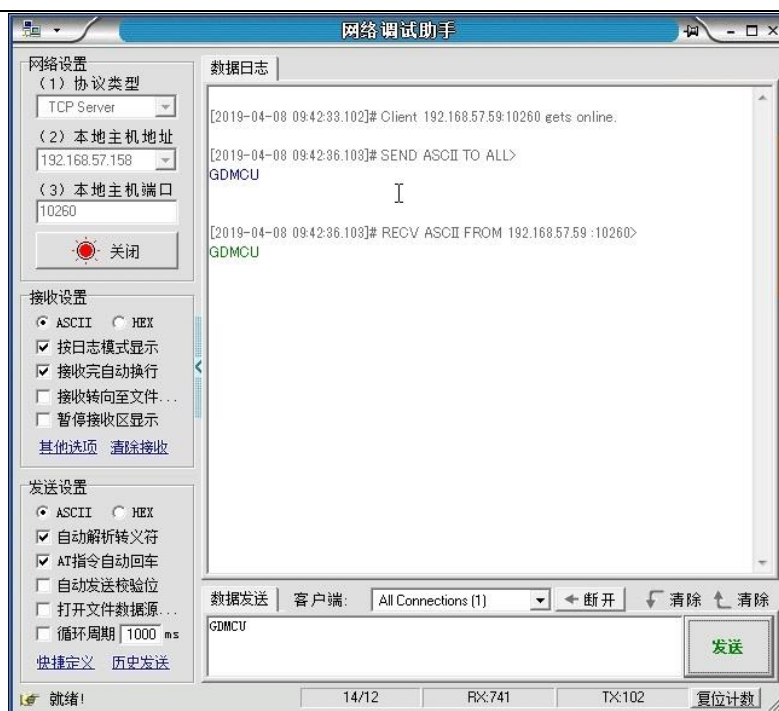 网络调试助手
网络设置
（1）协议类型
TCP Server
（2）本地主机地址
192.168.57.158
（3）本地主机端口
10260
关闭
接收设置
ASCII HEX
按日志模式显示
接收完自动换行
接收转向至文件...
暂停接收区显示
其他选项 清除接收
发送设置
ASCII HEX
自动解析转义符
AT指令自动回车
自动发送校验位
打开文件数据源...
循环周期 1000 ms
快捷定义 历史发送
数据日志
[2019-04-08 09:42:33.102]# Client 192.168.57.59:10260 gets online.
[2019-04-08 09:42:36.103]# SEND ASCII TO ALL>
GDMCU
[2019-04-08 09:42:36.103]# RECV ASCII FROM 192.168.57.59 :10260>
GDMCU
数据发送 客户端: All Connections (1) 断开 清除 清除
GDMCU
发送
就绪! 14/12 RX:741 TX:102 复位计数